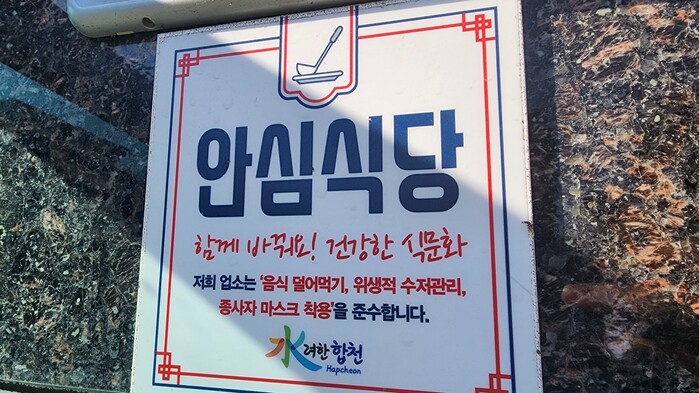 안심식당
함께 바꿔요! 건강한 식문화
저희 업소는 '음식 덜어먹기, 위생적 수저관리,
종사자 마스크 착용'을 준수합니다.
水려한 합천
Hapcheon